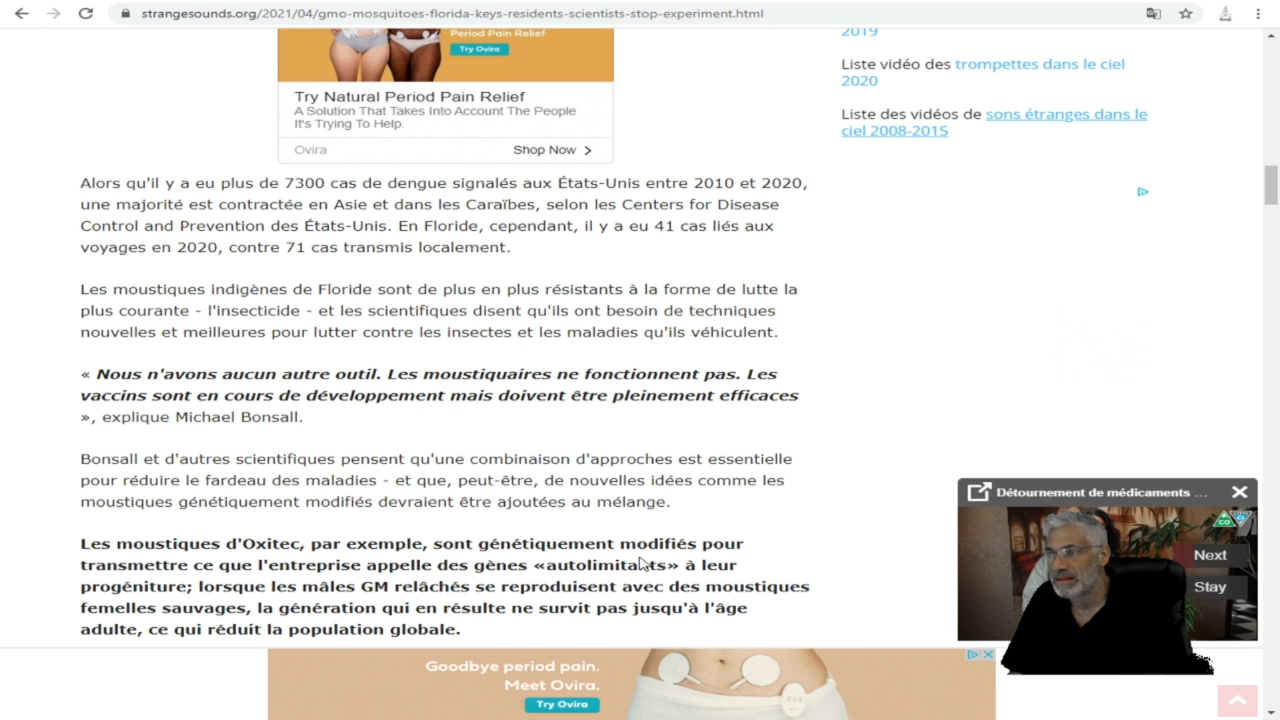 strangesounds.org/2021/04/gmo-mosquitoes-florida-keys-residents-scientists-stop-experiment.html
Period Pain Relief
Try Ovira
Try Natural Period Pain Relief
A Solution That Takes Into Account The People
It's Trying To Help.
Ovira
Shop Now
2019
Liste vidéo des trompettes dans le ciel
2020
Liste des vidéos de sons étranges dans le
ciel 2008-2015
Alors qu'il y a eu plus de 7300 cas de dengue signalés aux États-Unis entre 2010 et 2020,
une majorité est contractée en Asie et dans les Caraïbes, selon les Centers for Disease
Control and Prevention des États-Unis. En Floride, cependant, il y a eu 41 cas liés aux
voyages en 2020, contre 71 cas transmis localement.
Les moustiques indigènes de Floride sont de plus en plus résistants à la forme de lutte la
plus courante - l'insecticide - et les scientifiques disent qu'ils ont besoin de techniques
nouvelles et meilleures pour lutter contre les insectes et les maladies qu'ils véhiculent.
« Nous n'avons aucun autre outil. Les moustiquaires ne fonctionnent pas. Les
vaccins sont en cours de développement mais doivent être pleinement efficaces
», explique Michael Bonsall.
Bonsall et d'autres scientifiques pensent qu'une combinaison d'approches est essentielle
pour réduire le fardeau des maladies - et que, peut-être, de nouvelles idées comme les
moustiques génétiquement modifiés devraient être ajoutées au mélange.
Les moustiques d'Oxitec, par exemple, sont génétiquement modifiés pour
transmettre ce que l'entreprise appelle des gènes «autolimitants» à leur
progéniture; lorsque les mâles GM relâchés se reproduisent avec des moustiques
femelles sauvages, la génération qui en résulte ne survit pas jusqu'à l'âge
adulte, ce qui réduit la population globale.
Détournement de médicaments ...
CO
Next
Stay
Goodbye period pain.
Meet Ovira.
Try Ovira